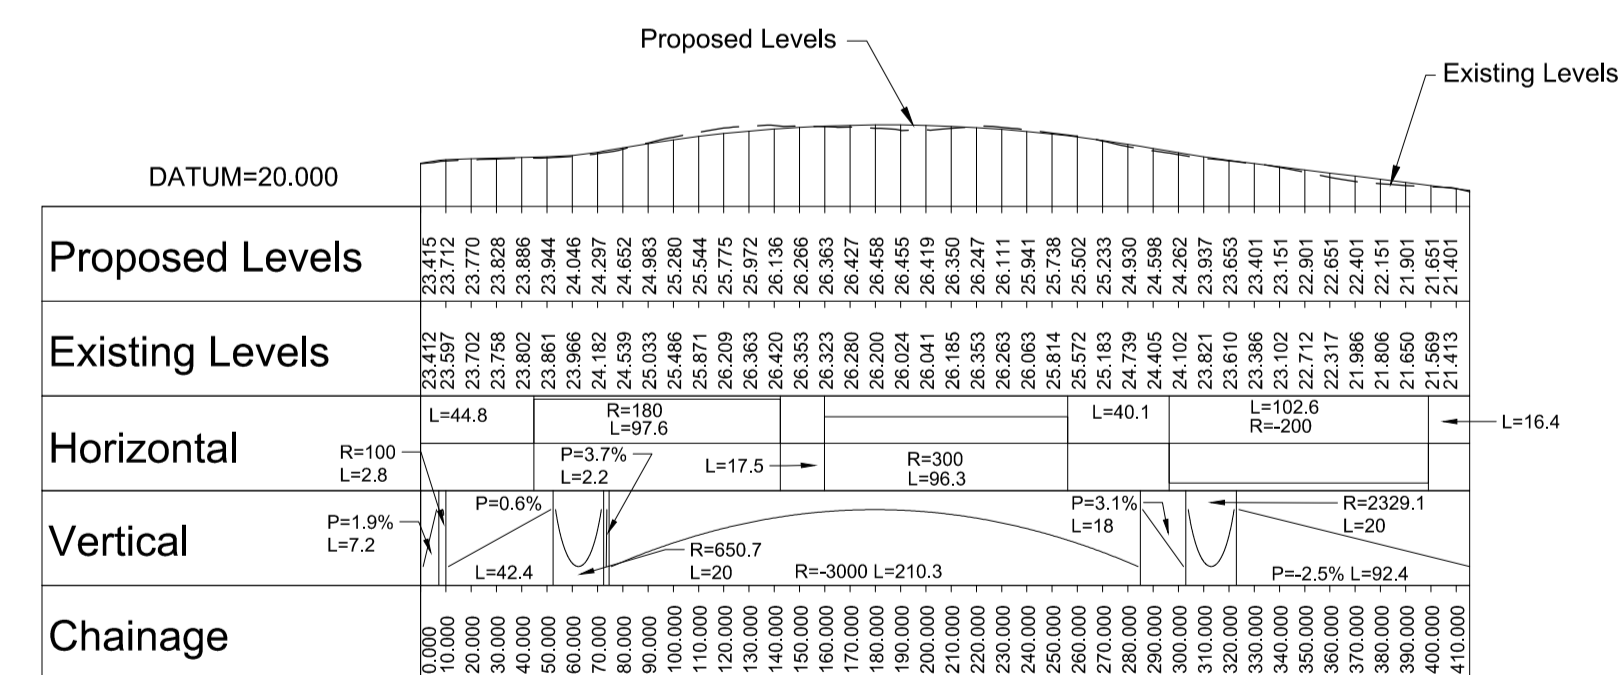 Proposed Levels
Existing Levels
DATUM=20.000
Proposed Levels
23.415 23.712 23.770 23.828 23.886 23.944 24.046 24.297 24.652 24.983 25.280 25.544 25.775 25.972 26.136 26.266 26.363 26.427 26.458 26.455 26.419 26.350 26.247 26.111 25.941 25.738 25.502 25.233 24.930 24.598 24.262 23.937 23.653 23.401 23.151 22.901 22.651 22.401 22.151 21.901 21.651 21.401
Existing Levels
23.412 23.597 23.702 23.758 23.802 23.861 23.966 24.182 24.539 25.033 25.486 25.871 26.209 26.363 26.420 26.353 26.323 26.280 26.200 26.024 26.041 26.185 26.353 26.263 26.063 25.814 25.572 25.183 24.739 24.405 24.102 23.821 23.610 23.386 23.102 22.712 22.317 21.986 21.806 21.650 21.569 21.413
Horizontal
L=44.8
R=180
L=97.6
L=40.1
L=102.6
R=-200
L=16.4
R=100
L=2.8
P=3.7%
L=2.2
L=17.5
R=300
L=96.3
Vertical
P=1.9%
L=7.2
P=0.6%
L=42.4
R=650.7
L=20
R=-3000 L=210.3
P=3.1%
L=18
R=2329.1
L=20
P=-2.5% L=92.4
Chainage
0.000 10.000 20.000 30.000 40.000 50.000 60.000 70.000 80.000 90.000 100.000 110.000 120.000 130.000 140.000 150.000 160.000 170.000 180.000 190.000 200.000 210.000 220.000 230.000 240.000 250.000 260.000 270.000 280.000 290.000 300.000 310.000 320.000 330.000 340.000 350.000 360.000 370.000 380.000 390.000 400.000 410.000